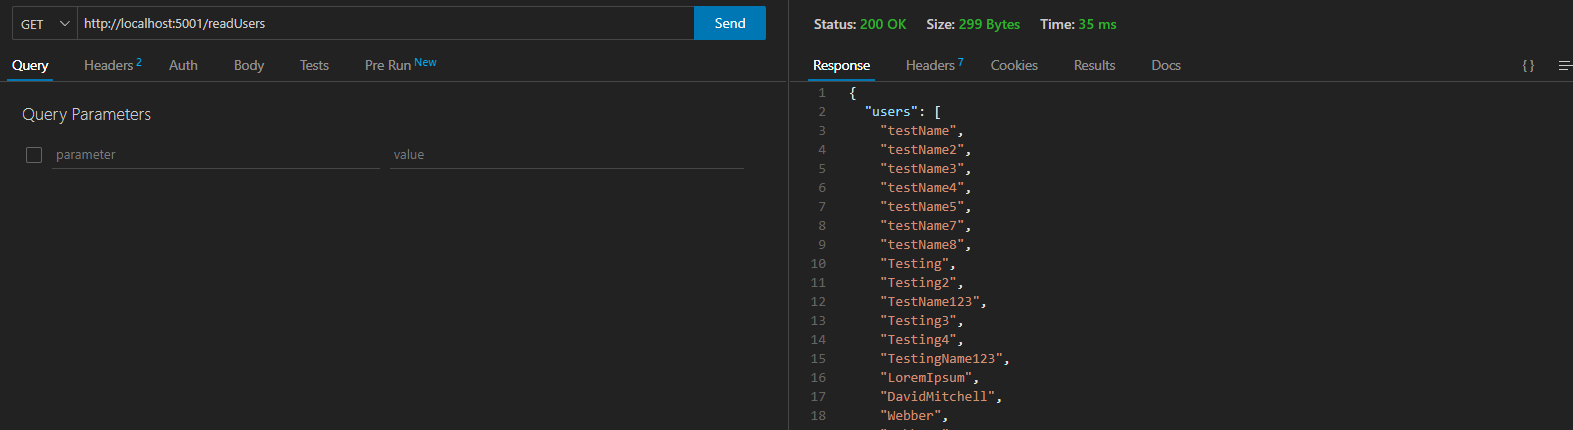 GET http://localhost:5001/readUsers Send
Query Headers 2 Auth Body Tests Pre Run New
Query Parameters
parameter value
Status: 200 OK Size: 299 Bytes Time: 35 ms
Response Headers 7 Cookies Results Docs { }
1 {
2 "users": [
3 "testName",
4 "testName2",
5 "testName3",
6 "testName4",
7 "testName5",
8 "testName7",
9 "testName8",
10 "Testing",
11 "Testing2",
12 "TestName123",
13 "Testing3",
14 "Testing4",
15 "TestingName123",
16 "LoremIpsum",
17 "DavidMitchell",
18 "Webber",